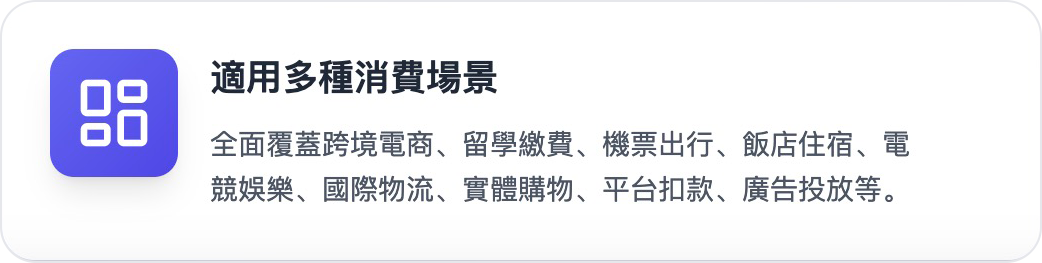 適用多種消費場景
全面覆蓋跨境電商、留學繳費、機票出行、飯店住宿、電
競娛樂、國際物流、實體購物、平台扣款、廣告投放等。